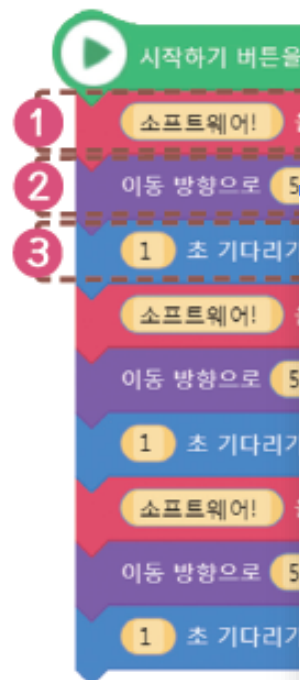 시작하기 버튼을
1 소프트웨어!
2 이동 방향으로 5
3 1 초 기다리기
소프트웨어!
이동 방향으로 5
1 초 기다리기
소프트웨어!
이동 방향으로 5
1 초 기다리기